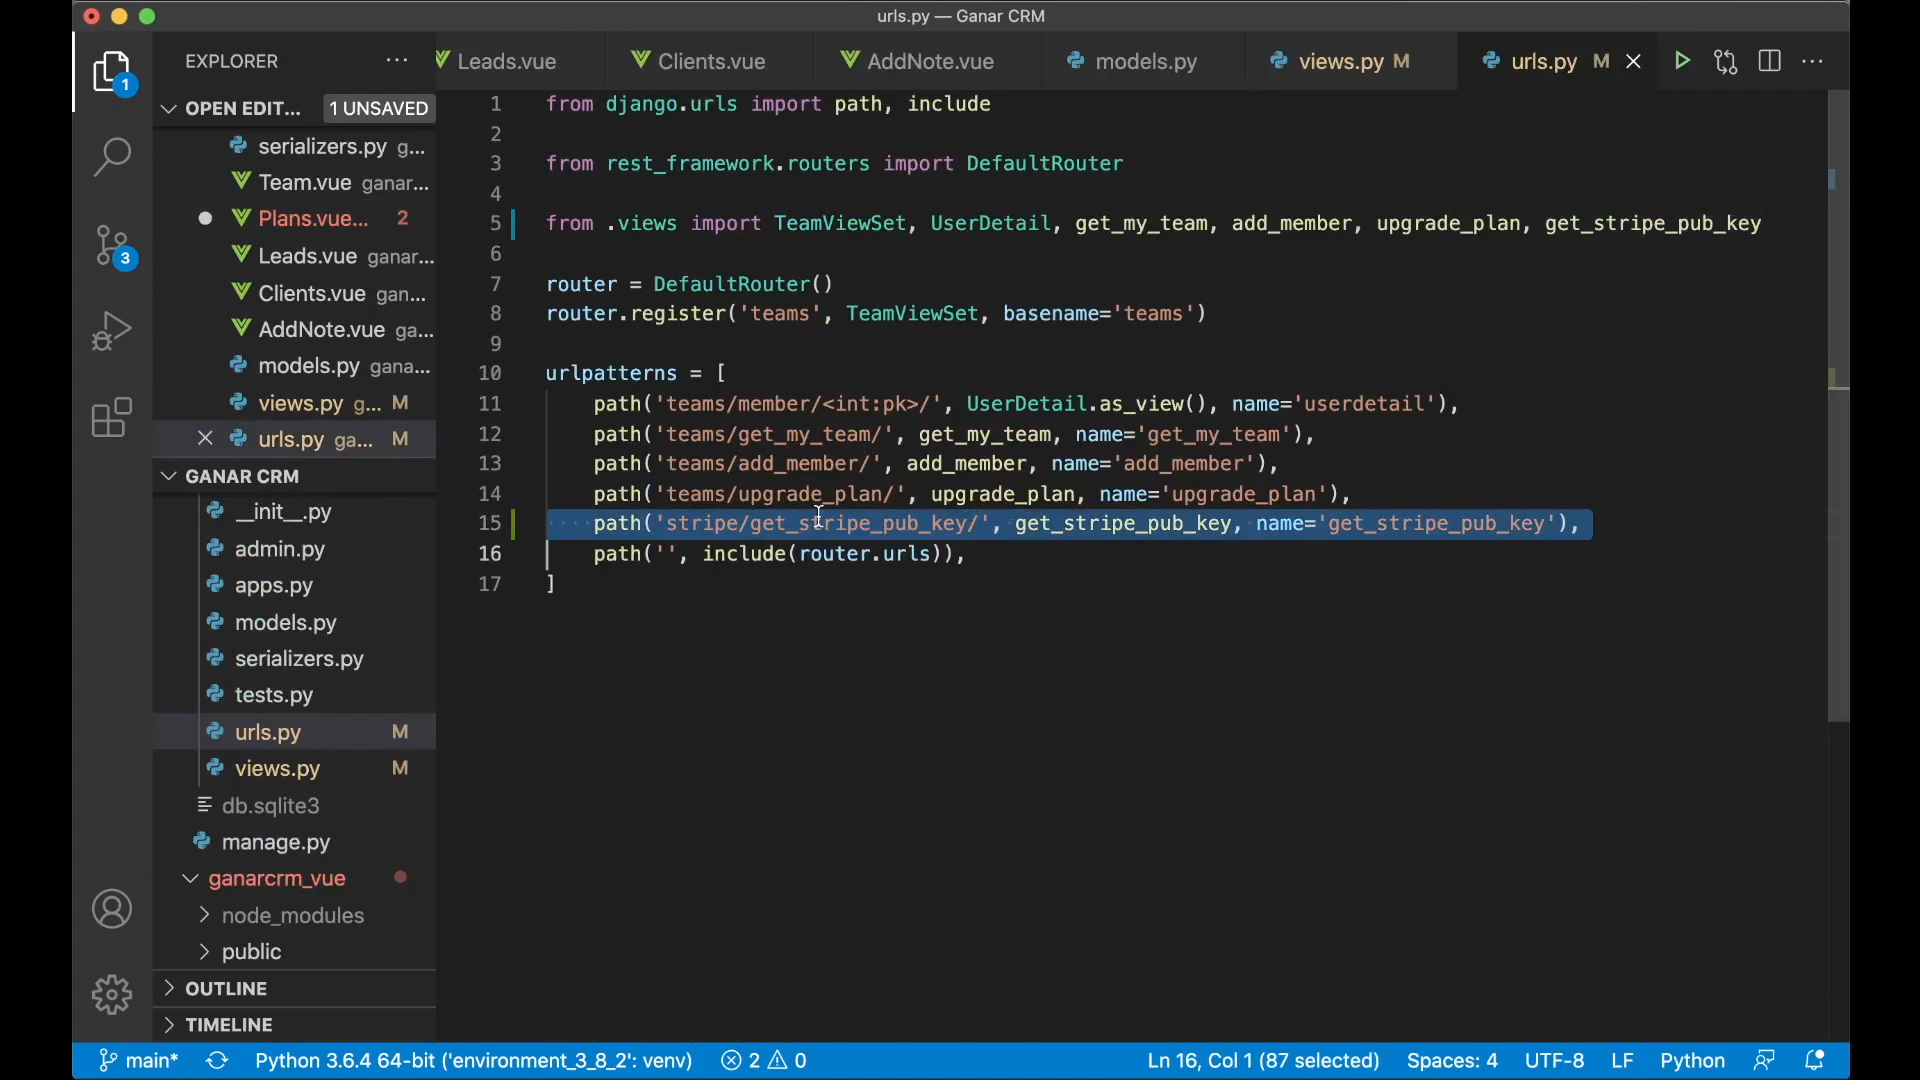 urls.py — Ganar CRM
EXPLORER
Leads.vue
Clients.vue
AddNote.vue
models.py
views.py M
urls.py M
OPEN EDIT... 1 UNSAVED
serializers.py g...
Team.vue ganar...
Plans.vue... 2
Leads.vue ganar...
Clients.vue gan...
AddNote.vue ga...
models.py gana...
views.py g... M
urls.py ga... M
GANAR CRM
__init__.py
admin.py
apps.py
models.py
serializers.py
tests.py
urls.py M
views.py M
db.sqlite3
manage.py
ganarcrm_vue
node_modules
public
OUTLINE
TIMELINE
1
3
1 from django.urls import path, include
2
3 from rest_framework.routers import DefaultRouter
4
5 from .views import TeamViewSet, UserDetail, get_my_team, add_member, upgrade_plan, get_stripe_pub_key
6
7 router = DefaultRouter()
8 router.register('teams', TeamViewSet, basename='teams')
9
10 urlpatterns = [
11 path('teams/member/<int:pk>/', UserDetail.as_view(), name='userdetail'),
12 path('teams/get_my_team/', get_my_team, name='get_my_team'),
13 path('teams/add_member/', add_member, name='add_member'),
14 path('teams/upgrade_plan/', upgrade_plan, name='upgrade_plan'),
15 path('stripe/get_stripe_pub_key/', get_stripe_pub_key, name='get_stripe_pub_key'),
16 path('', include(router.urls)),
17 ]
main* Python 3.6.4 64-bit ('environment_3_8_2': venv) 2 0 Ln 16, Col 1 (87 selected) Spaces: 4 UTF-8 LF Python